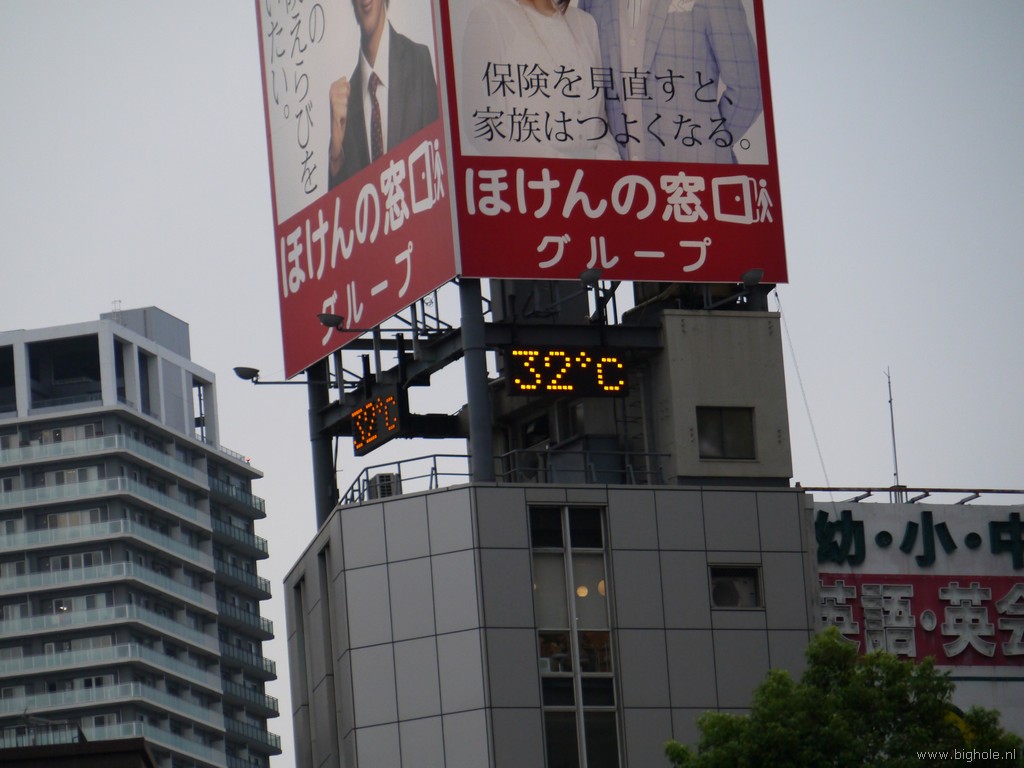 の
換えらびを
いたい。
ほけんの窓口
グループ
保険を見直すと、
家族はつよくなる。
ほけんの窓口
グループ
32°C
32°C
幼・小・中
英語・英会
www.bighole.nl